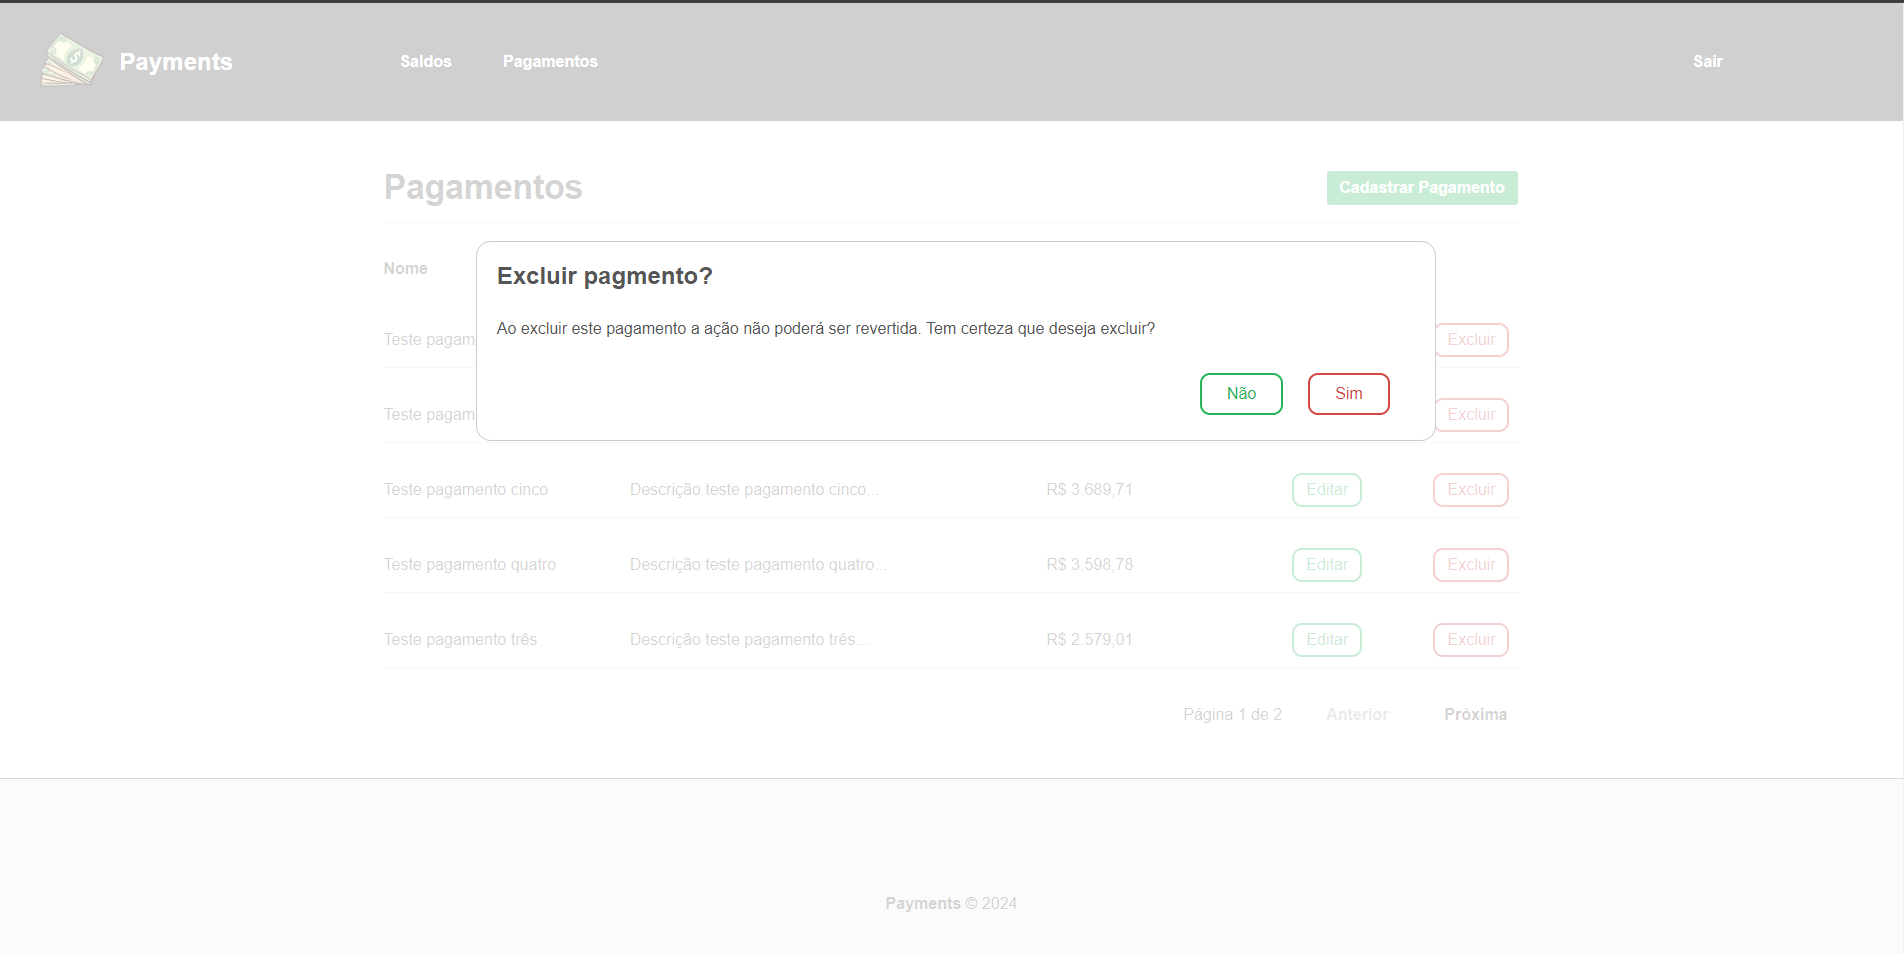 Payments Saldos Pagamentos Sair
Pagamentos Cadastrar Pagamento
Nome
Excluir pagmento?
Ao excluir este pagamento a ação não poderá ser revertida. Tem certeza que deseja excluir?
Não Sim
Teste pagam Excluir
Teste pagam Excluir
Teste pagamento cinco Descrição teste pagamento cinco... R$ 3.689,71 Editar Excluir
Teste pagamento quatro Descrição teste pagamento quatro... R$ 3.598,78 Editar Excluir
Teste pagamento três Descrição teste pagamento três... R$ 2.579,01 Editar Excluir
Página 1 de 2 Anterior Próxima
Payments © 2024